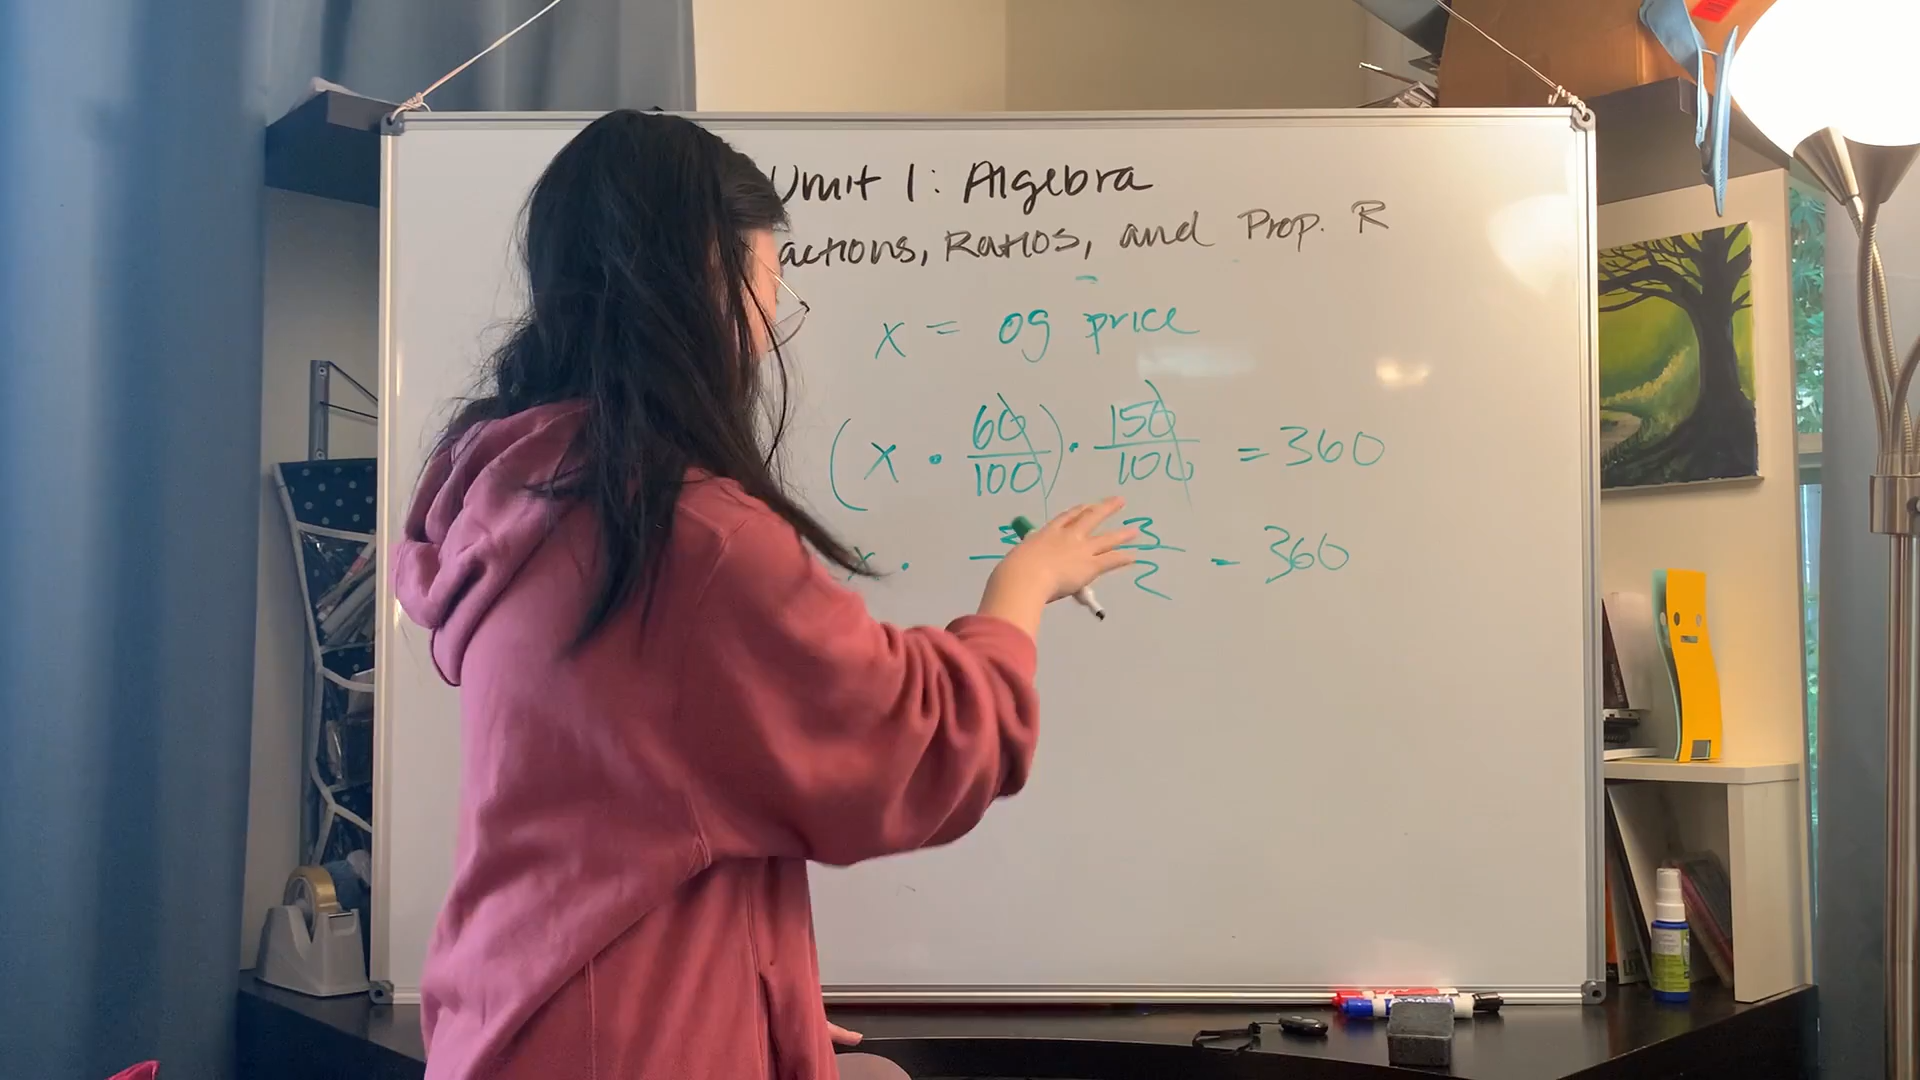 Unit 1: Algebra
actions, Ratios, and Prop. R
x = og price
(x · 60/100) · 150/100 = 360
x · 3/2 - 360